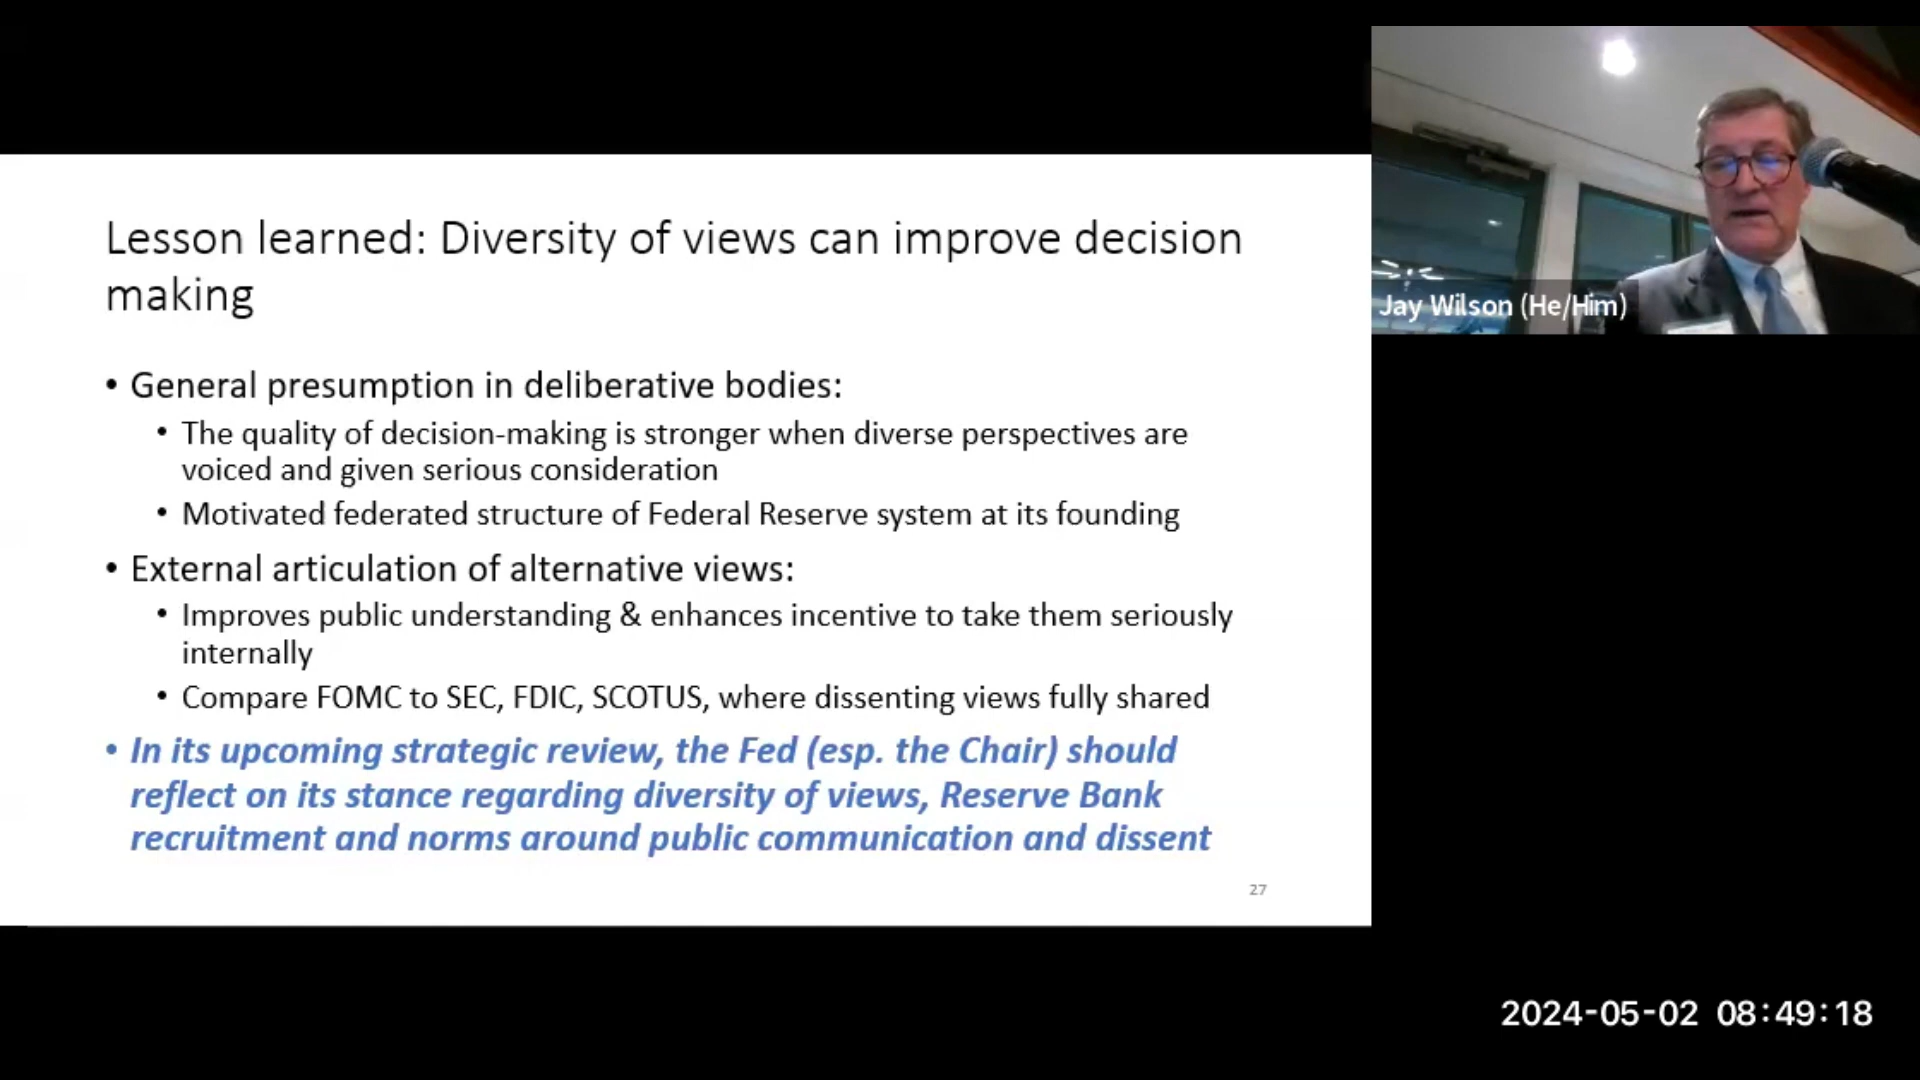 Lesson learned: Diversity of views can improve decision
making
• General presumption in deliberative bodies:
• The quality of decision-making is stronger when diverse perspectives are
voiced and given serious consideration
• Motivated federated structure of Federal Reserve system at its founding
• External articulation of alternative views:
• Improves public understanding & enhances incentive to take them seriously
internally
• Compare FOMC to SEC, FDIC, SCOTUS, where dissenting views fully shared
• In its upcoming strategic review, the Fed (esp. the Chair) should
reflect on its stance regarding diversity of views, Reserve Bank
recruitment and norms around public communication and dissent
27
Jay Wilson (He/Him)
2024-05-02 08:49:18